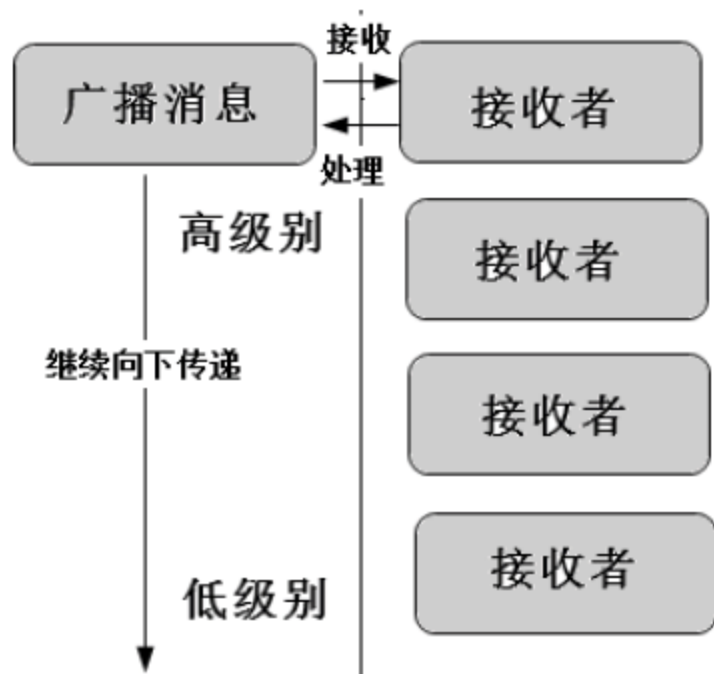 接收
广播消息
接收者
处理
高级别
接收者
继续向下传递
接收者
低级别
接收者